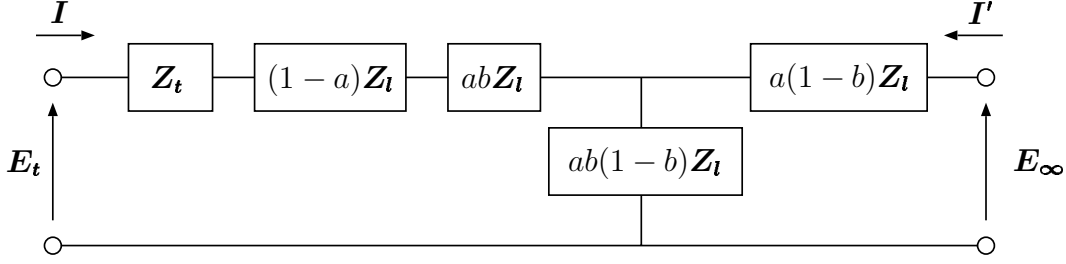 I I'
Z_t (1 − a)Z_l abZ_l a(1 − b)Z_l
ab(1 − b)Z_l
E_t E_∞